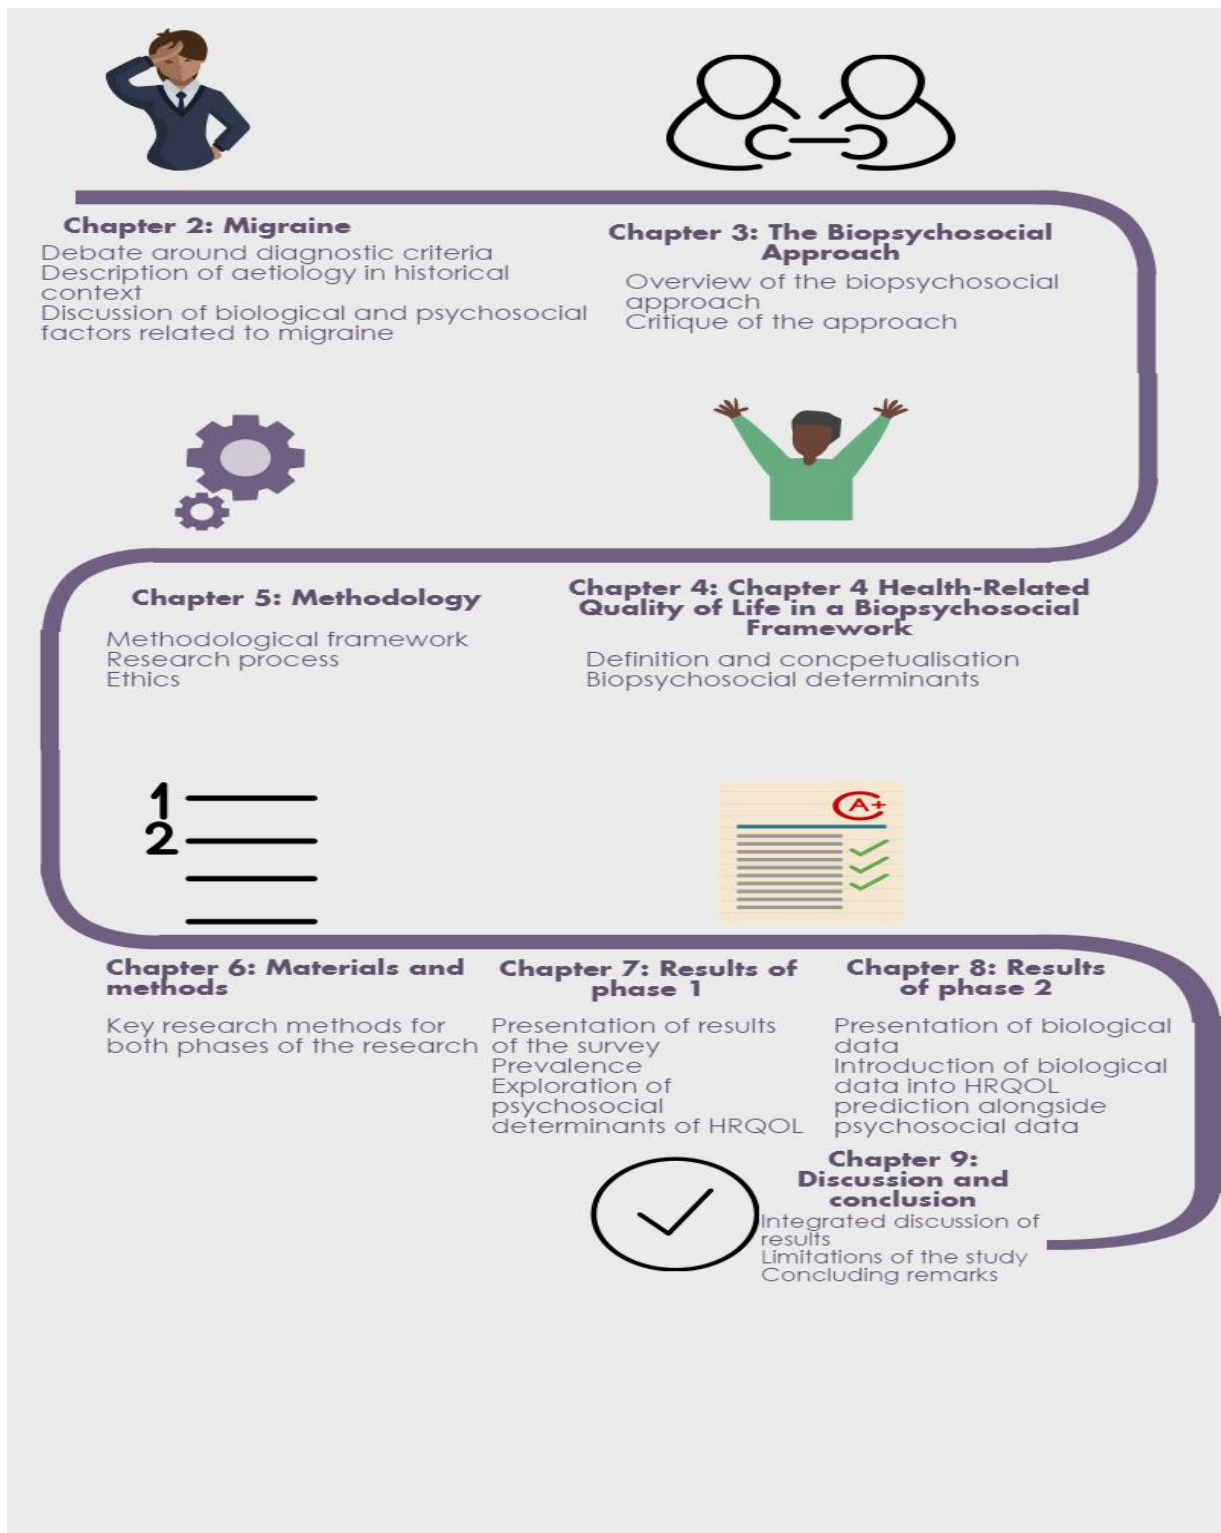 Chapter 2: Migraine
Debate around diagnostic criteria
Description of aetiology in historical
context
Discussion of biological and psychosocial
factors related to migraine
Chapter 3: The Biopsychosocial
Approach
Overview of the biopsychosocial
approach
Critique of the approach
Chapter 4: Chapter 4 Health-Related
Quality of Life in a Biopsychosocial
Framework
Definition and concpetualisation
Biopsychosocial determinants
Chapter 5: Methodology
Methodological framework
Research process
Ethics
1
2
A+
Chapter 6: Materials and
methods
Key research methods for
both phases of the research
Chapter 7: Results of
phase 1
Presentation of results
of the survey
Prevalence
Exploration of
psychosocial
determinants of HRQOL
Chapter 8: Results
of phase 2
Presentation of biological
data
Introduction of biological
data into HRQOL
prediction alongside
psychosocial data
Chapter 9:
Discussion and
conclusion
Integrated discussion of
results
Limitations of the study
Concluding remarks